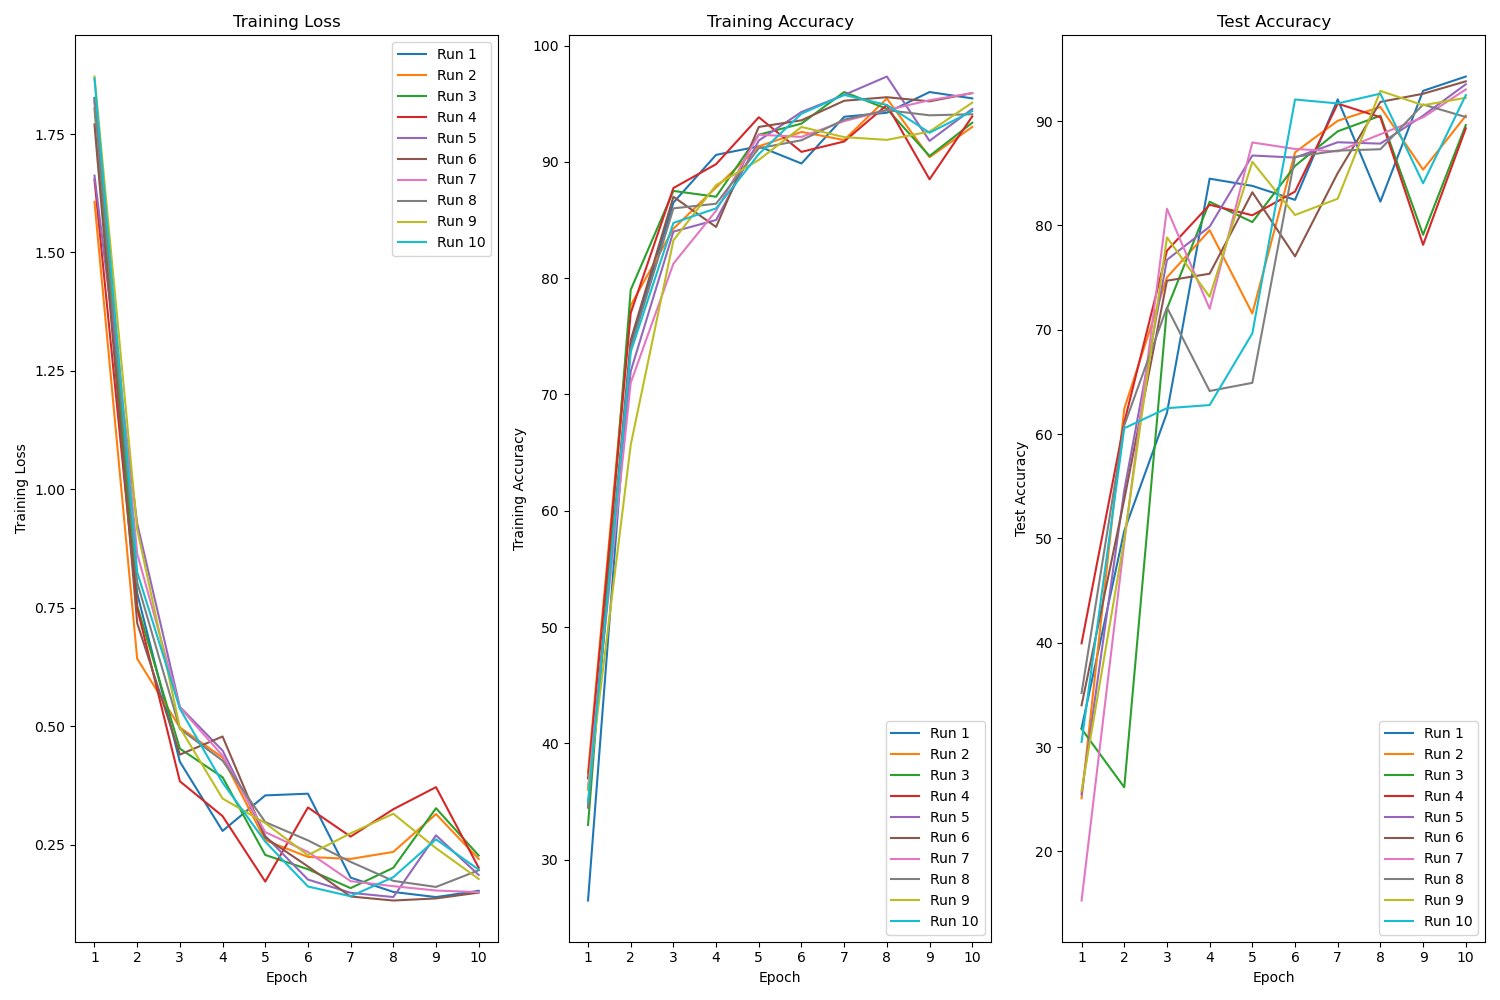 Training Loss
Training Loss
1.75
1.50
1.25
1.00
0.75
0.50
0.25
1 2 3 4 5 6 7 8 9 10
Epoch
Run 1
Run 2
Run 3
Run 4
Run 5
Run 6
Run 7
Run 8
Run 9
Run 10
Training Accuracy
Training Accuracy
100
90
80
70
60
50
40
30
1 2 3 4 5 6 7 8 9 10
Epoch
Run 1
Run 2
Run 3
Run 4
Run 5
Run 6
Run 7
Run 8
Run 9
Run 10
Test Accuracy
Test Accuracy
90
80
70
60
50
40
30
20
1 2 3 4 5 6 7 8 9 10
Epoch
Run 1
Run 2
Run 3
Run 4
Run 5
Run 6
Run 7
Run 8
Run 9
Run 10